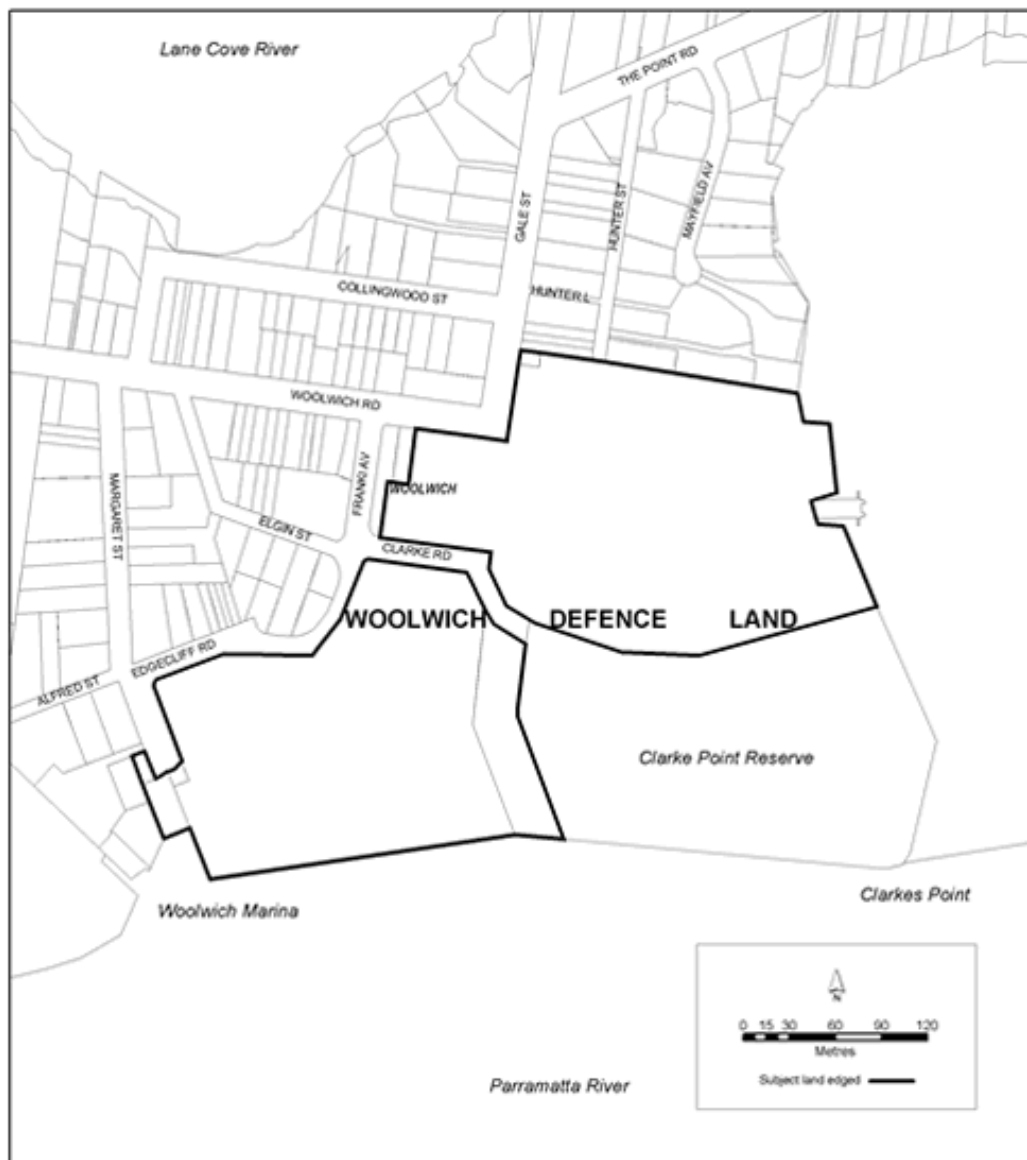 Lane Cove River
THE POINT RD
GALE ST
HUNTER ST
MAYFIELD AV
COLLINGWOOD ST
HUNTER L
WOOLWICH RD
MARGARET ST
FRANKI AV
WOOLWICH
ELGIN ST
CLARKE RD
WOOLWICH DEFENCE LAND
EDGECLIFF RD
ALFRED ST
Clarke Point Reserve
Woolwich Marina
Clarkes Point
N
0 15 30 60 90 120
Metres
Subject land edged
Parramatta River